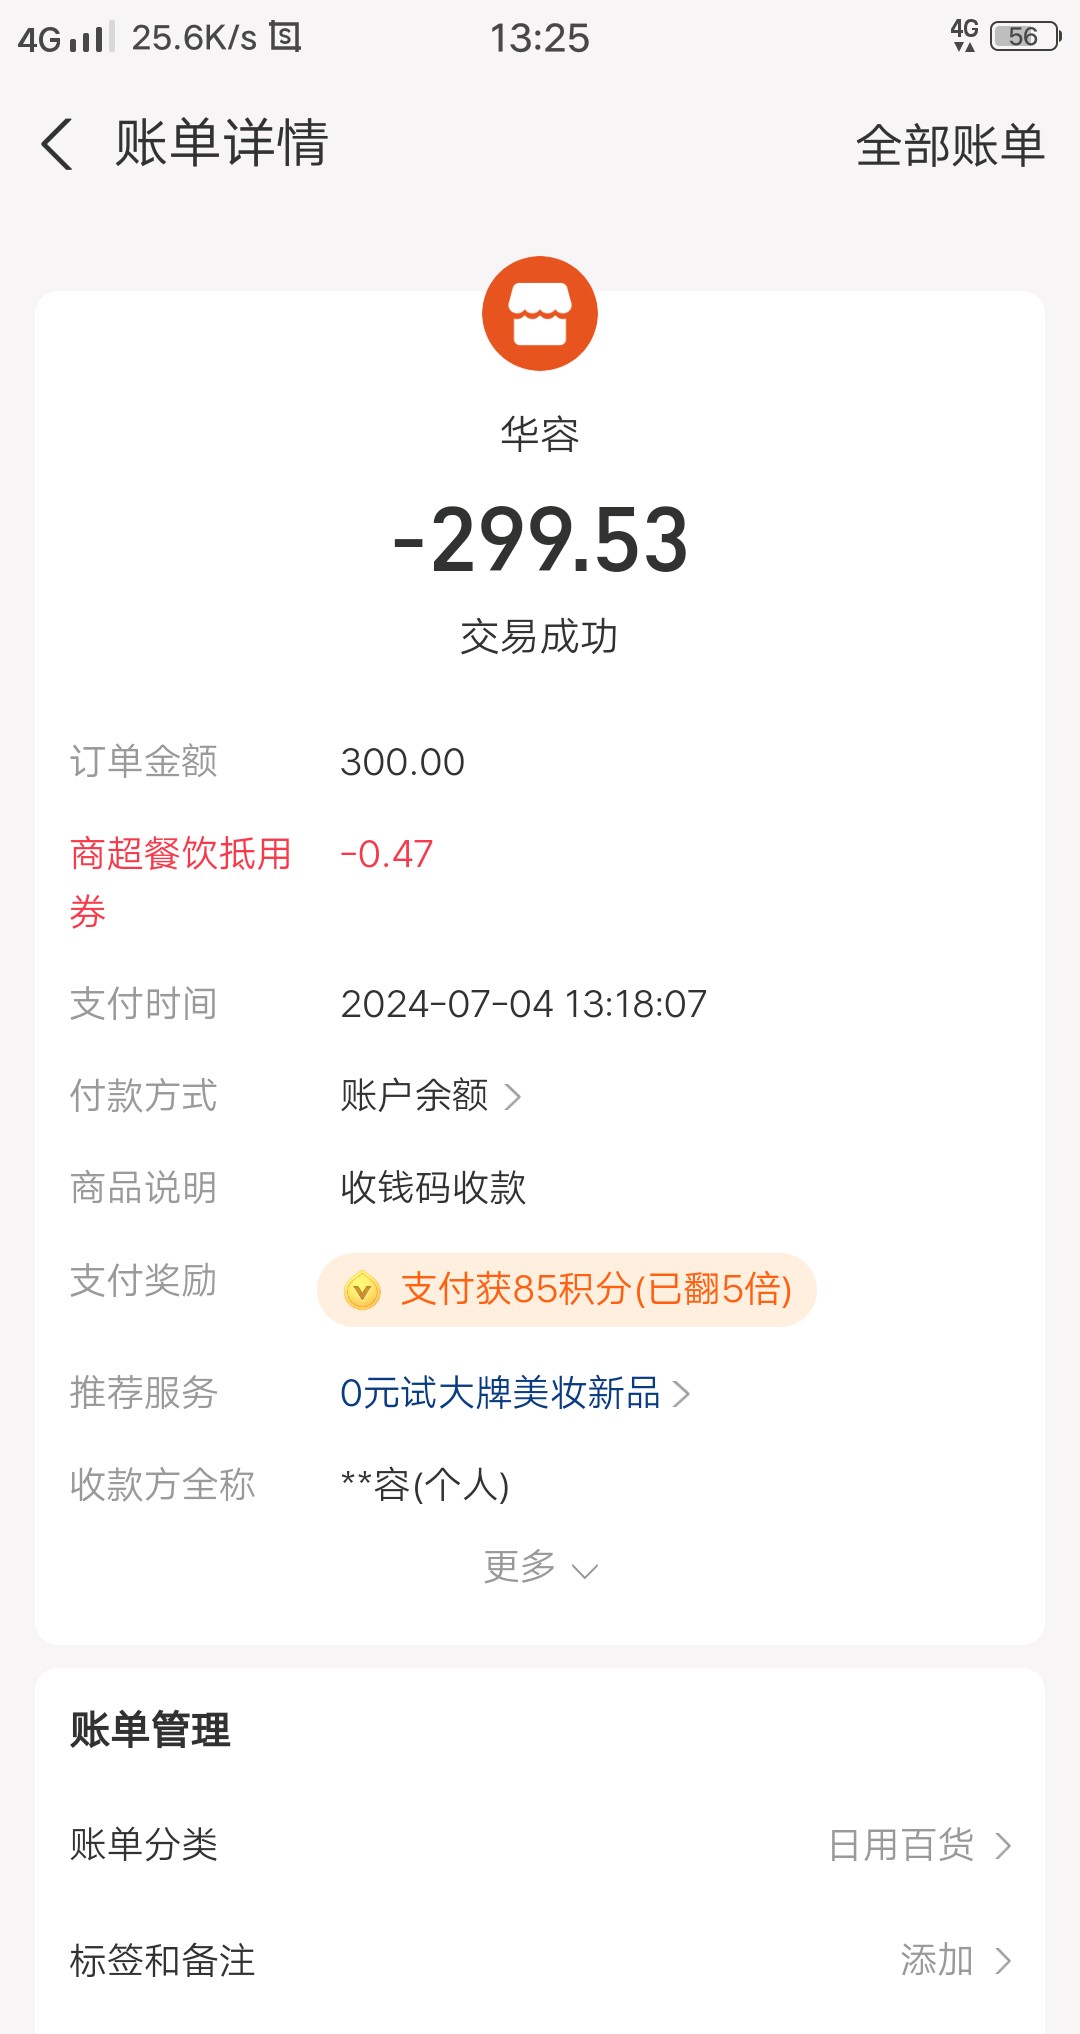 4G 25.6K/s 13:25 4G 56
账单详情 全部账单
华容
-299.53
交易成功
订单金额 300.00
商超餐饮抵用 -0.47
券
支付时间 2024-07-04 13:18:07
付款方式 账户余额
商品说明 收钱码收款
支付奖励 支付获85积分(已翻5倍)
推荐服务 0元试大牌美妆新品
收款方全称 **容(个人)
更多
账单管理
账单分类 日用百货
标签和备注 添加